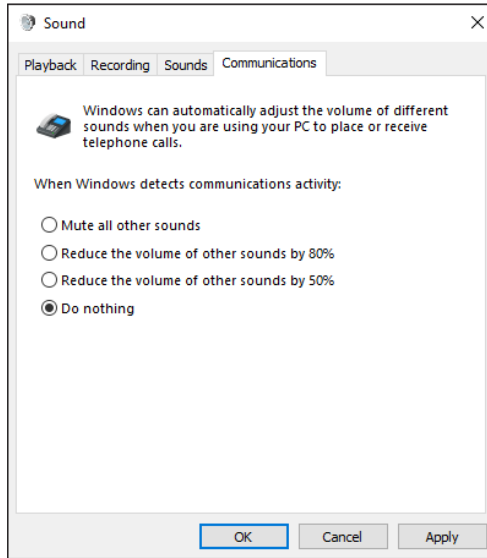 Sound
Playback Recording Sounds Communications
Windows can automatically adjust the volume of different
sounds when you are using your PC to place or receive
telephone calls.
When Windows detects communications activity:
Mute all other sounds
Reduce the volume of other sounds by 80%
Reduce the volume of other sounds by 50%
Do nothing
OK Cancel Apply